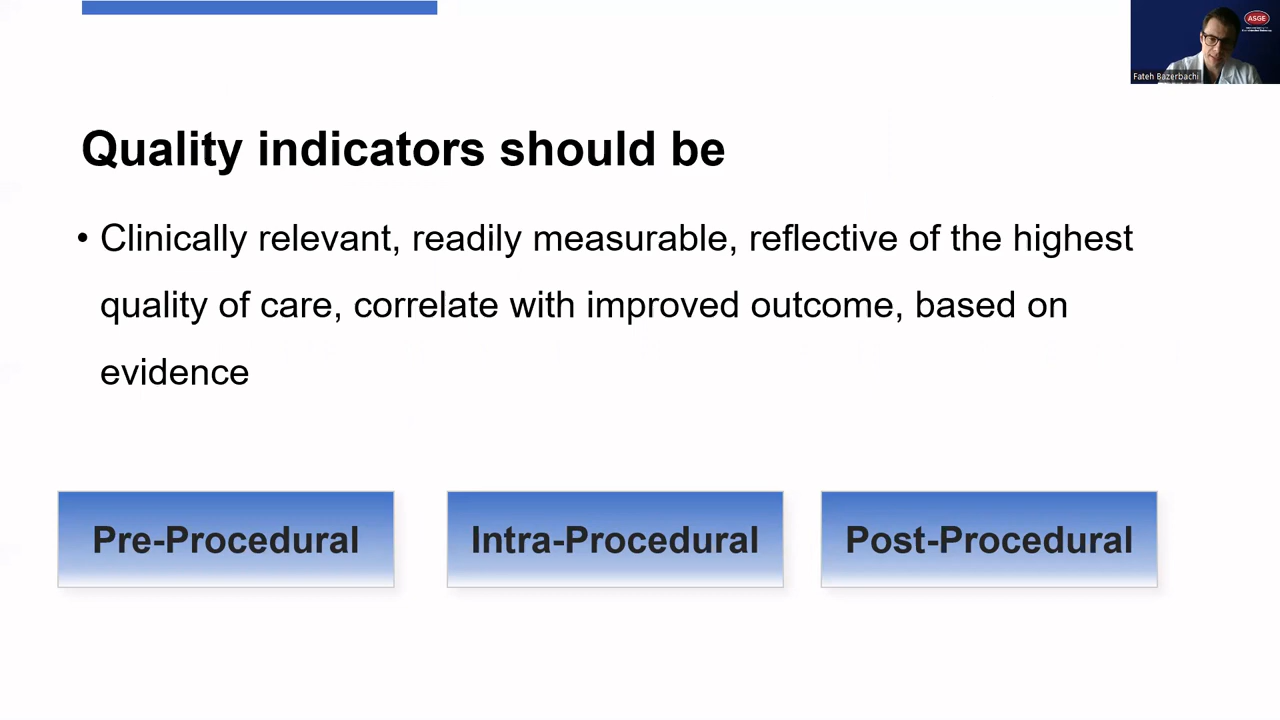 ASGE
Fateh Bazerbachi
Quality indicators should be
• Clinically relevant, readily measurable, reflective of the highest
quality of care, correlate with improved outcome, based on
evidence
Pre-Procedural
Intra-Procedural
Post-Procedural